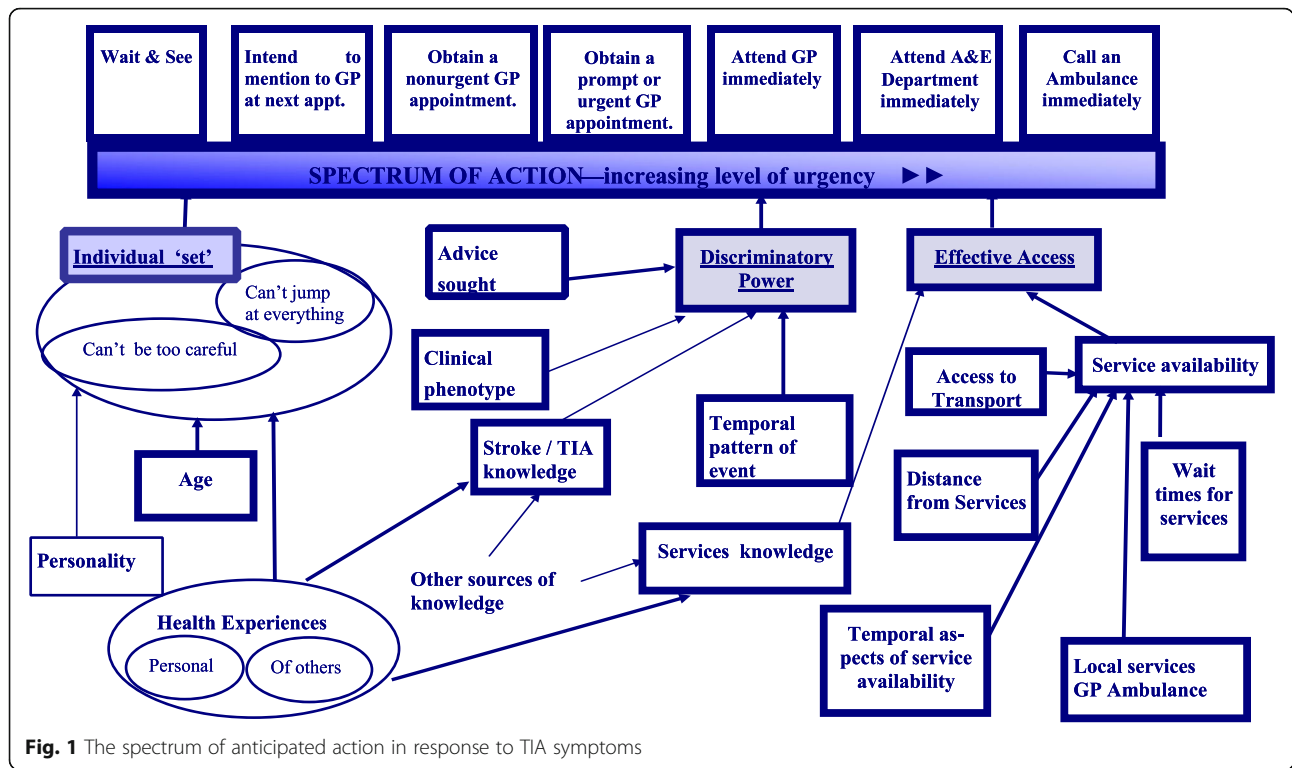 Wait & See
Intend to
mention to GP
at next appt.
Obtain a
nonurgent GP
appointment.
Obtain a
prompt or
urgent GP
appointment.
Attend GP
immediately
Attend A&E
Department
immediately
Call an
Ambulance
immediately
SPECTRUM OF ACTION—increasing level of urgency ►►
Individual ‘set’
Can’t jump
at everything
Can’t be too careful
Advice
sought
Discriminatory
Power
Effective Access
Clinical
phenotype
Service availability
Access to
Transport
Temporal
pattern of
event
Stroke / TIA
knowledge
Age
Distance
from Services
Wait
times for
services
Personality
Services knowledge
Other sources of
knowledge
Health Experiences
Personal
Of others
Temporal as-
pects of service
availability
Local services
GP Ambulance
Fig. 1 The spectrum of anticipated action in response to TIA symptoms